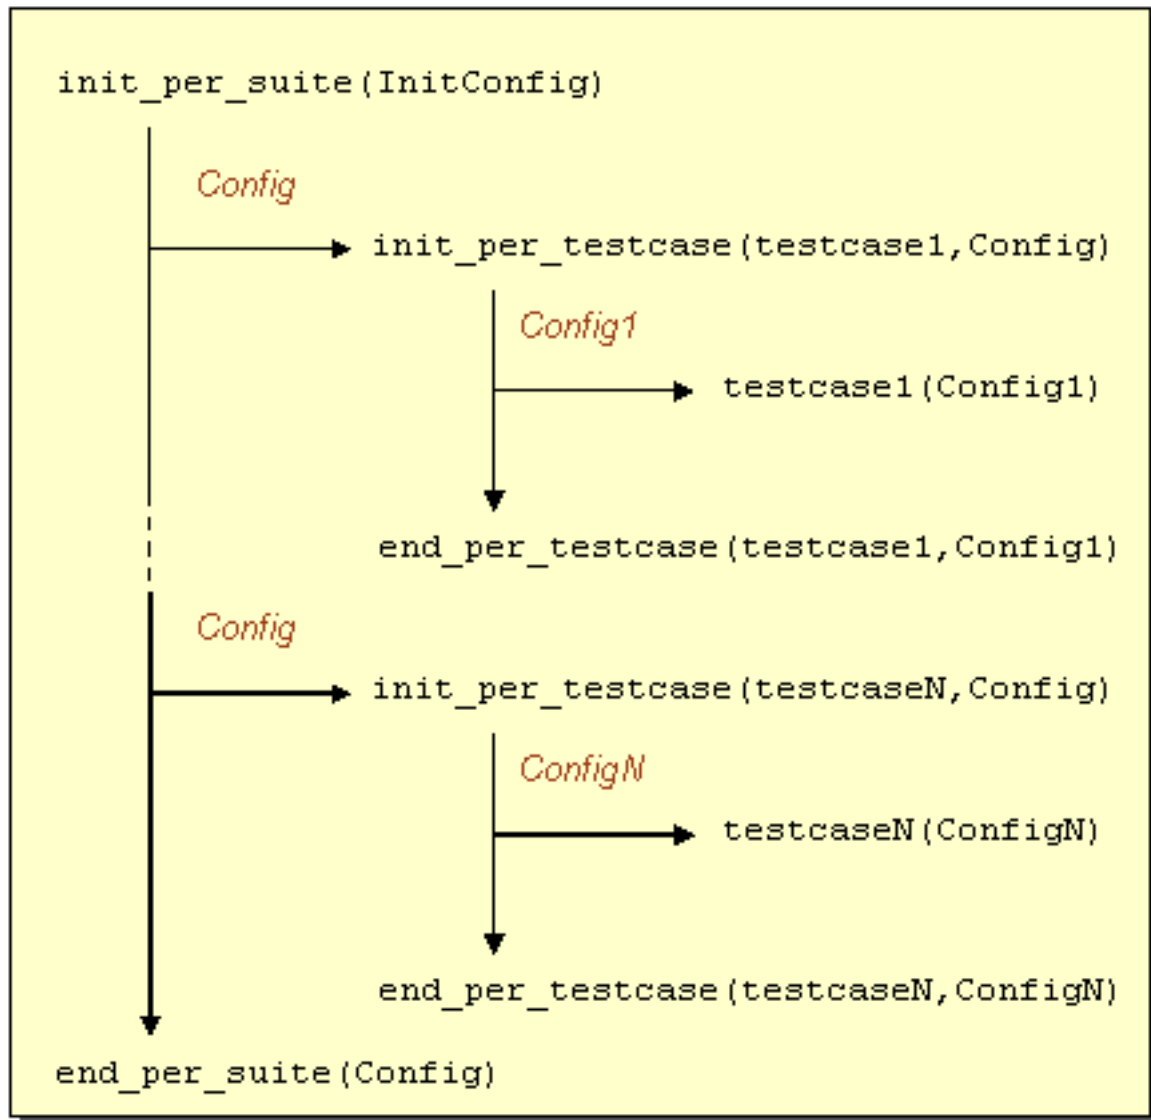 init_per_suite(InitConfig)
Config
init_per_testcase(testcase1,Config)
Config1
testcase1(Config1)
end_per_testcase(testcase1,Config1)
Config
init_per_testcase(testcaseN,Config)
ConfigN
testcaseN(ConfigN)
end_per_testcase(testcaseN,ConfigN)
end_per_suite(Config)